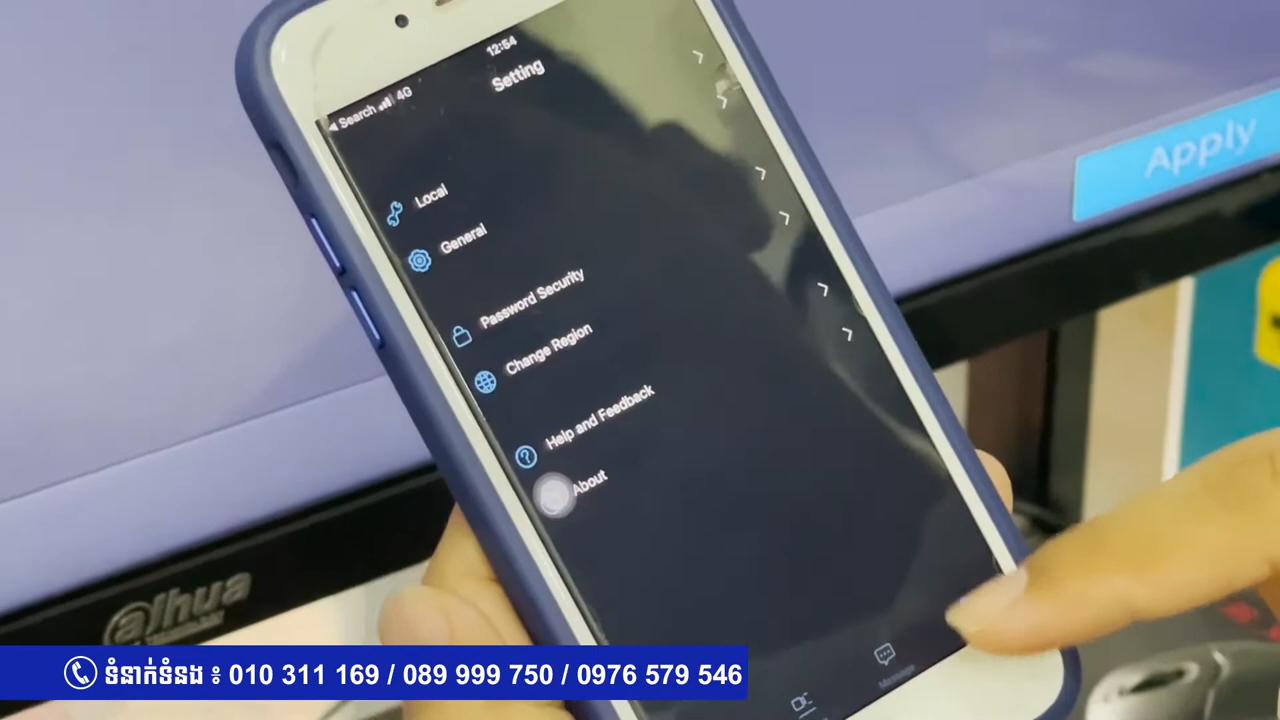 12:54
Search 4G
Setting
Local
General
Password Security
Change Region
Help and Feedback
About
Message
Apply
alhua
ទំនាក់ទំនង ៖ 010 311 169 / 089 999 750 / 0976 579 546